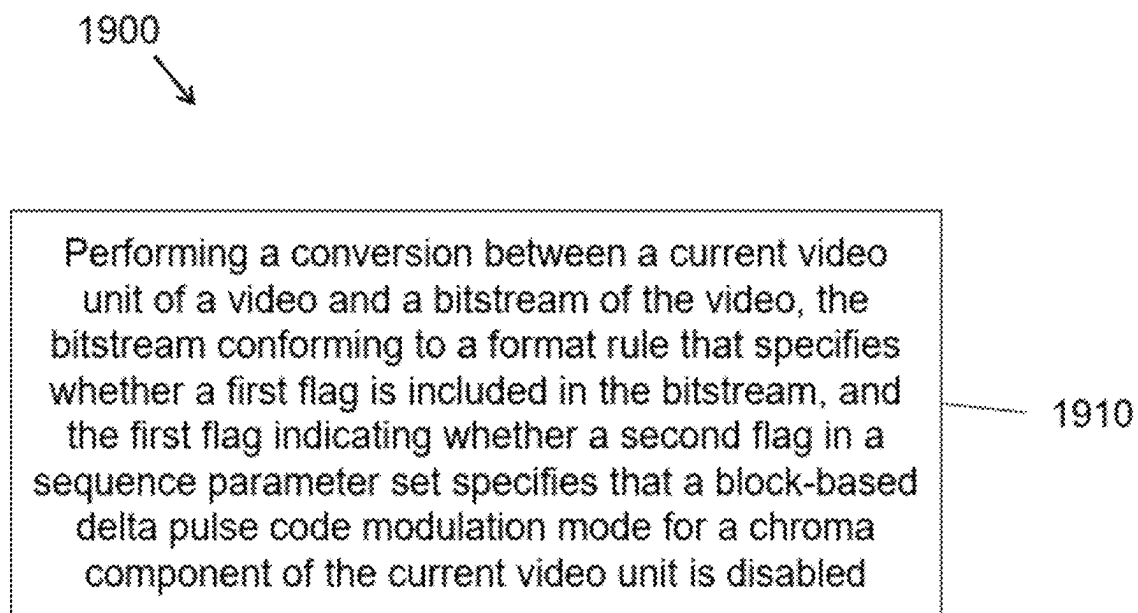 1900
Performing a conversion between a current video
unit of a video and a bitstream of the video, the
bitstream conforming to a format rule that specifies
whether a first flag is included in the bitstream, and
the first flag indicating whether a second flag in a
sequence parameter set specifies that a block-based
delta pulse code modulation mode for a chroma
component of the current video unit is disabled
1910